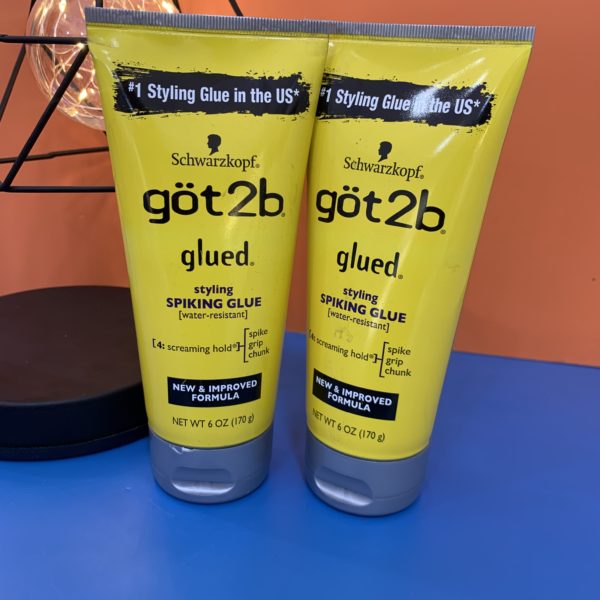 #1 Styling Glue in the US*
Schwarzkopf®
göt2b®
glued®
styling
SPIKING GLUE
[water-resistant]
[4: screaming hold®]
spike
grip
chunk
NEW & IMPROVED
FORMULA
NET WT 6 OZ (170 g)
#1 Styling Glue in the US*
Schwarzkopf®
göt2b®
glued®
styling
SPIKING GLUE
[water-resistant]
[4: screaming hold®]
spike
grip
chunk
NEW & IMPROVED
FORMULA
NET WT 6 OZ (170 g)